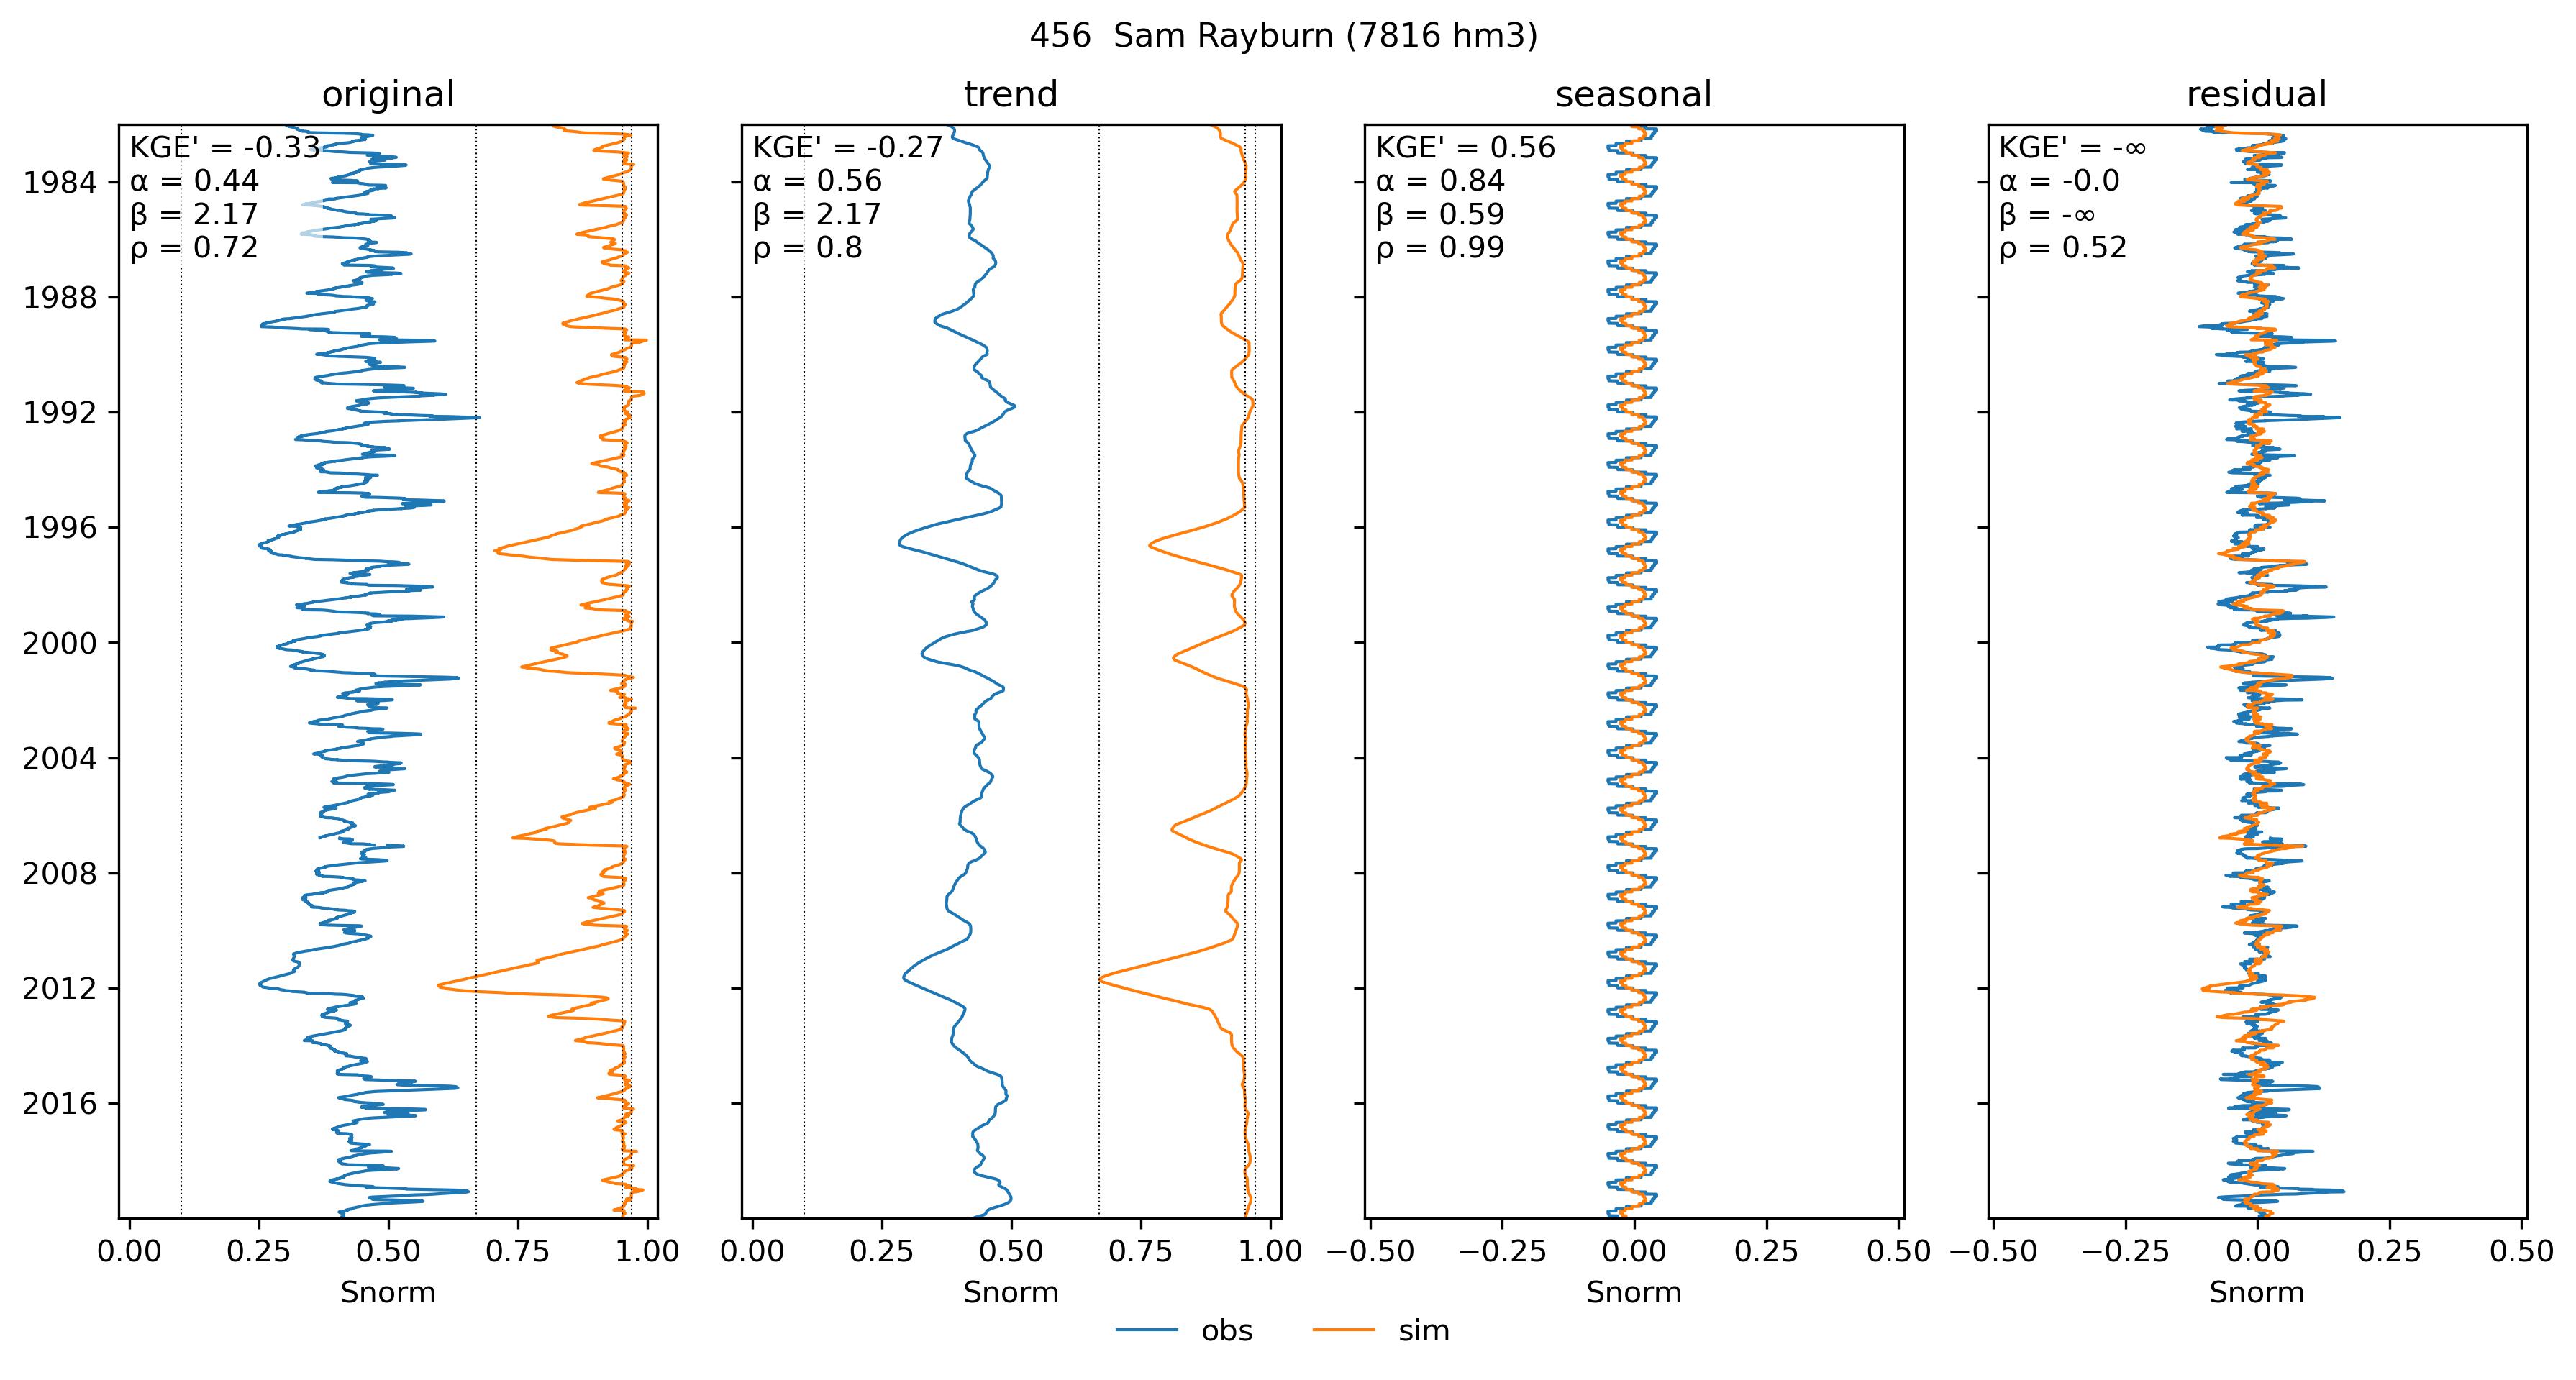 456  Sam Rayburn (7816 hm3)
original
KGE' = -0.33
α = 0.44
β = 2.17
ρ = 0.72
1984
1988
1992
1996
2000
2004
2008
2012
2016
0.00 0.25 0.50 0.75 1.00
Snorm
trend
KGE' = -0.27
α = 0.56
β = 2.17
ρ = 0.8
0.00 0.25 0.50 0.75 1.00
Snorm
seasonal
KGE' = 0.56
α = 0.84
β = 0.59
ρ = 0.99
−0.50 −0.25 0.00 0.25 0.50
Snorm
residual
KGE' = -∞
α = -0.0
β = -∞
ρ = 0.52
−0.50 −0.25 0.00 0.25 0.50
Snorm
obs sim